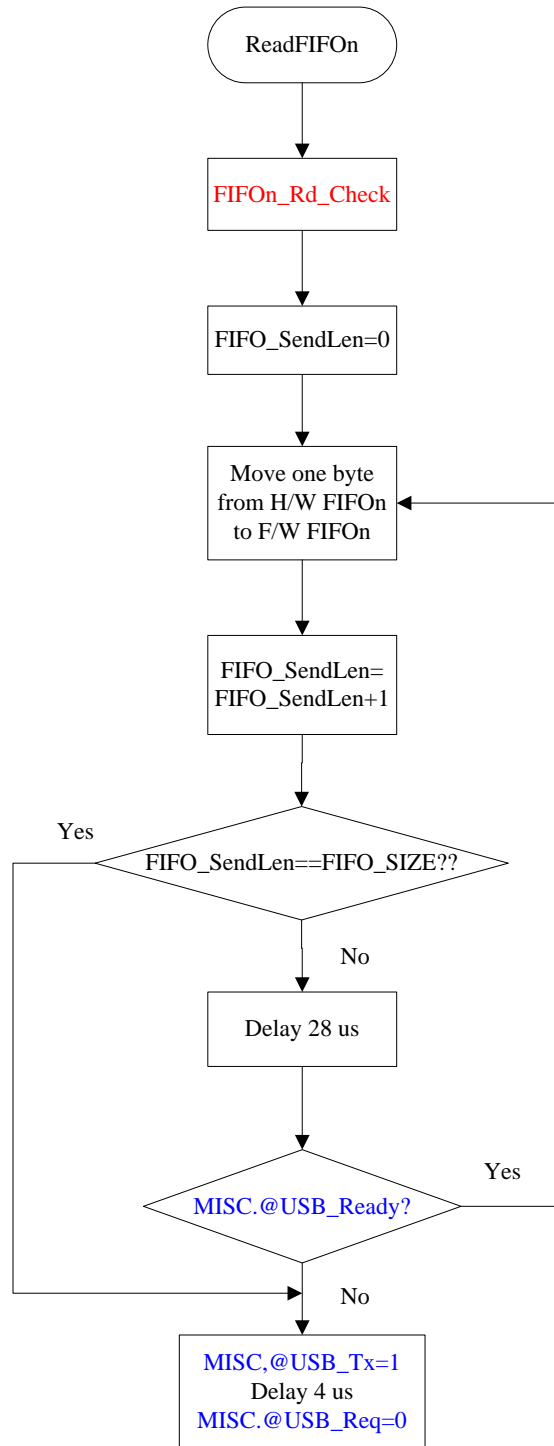 ReadFIFOn
FIFOn_Rd_Check
FIFO_SendLen=0
Move one byte
from H/W FIFOn
to F/W FIFOn
FIFO_SendLen=
FIFO_SendLen+1
Yes
FIFO_SendLen==FIFO_SIZE??
No
Delay 28 us
Yes
MISC.@USB_Ready?
No
MISC,@USB_Tx=1
Delay 4 us
MISC.@USB_Req=0